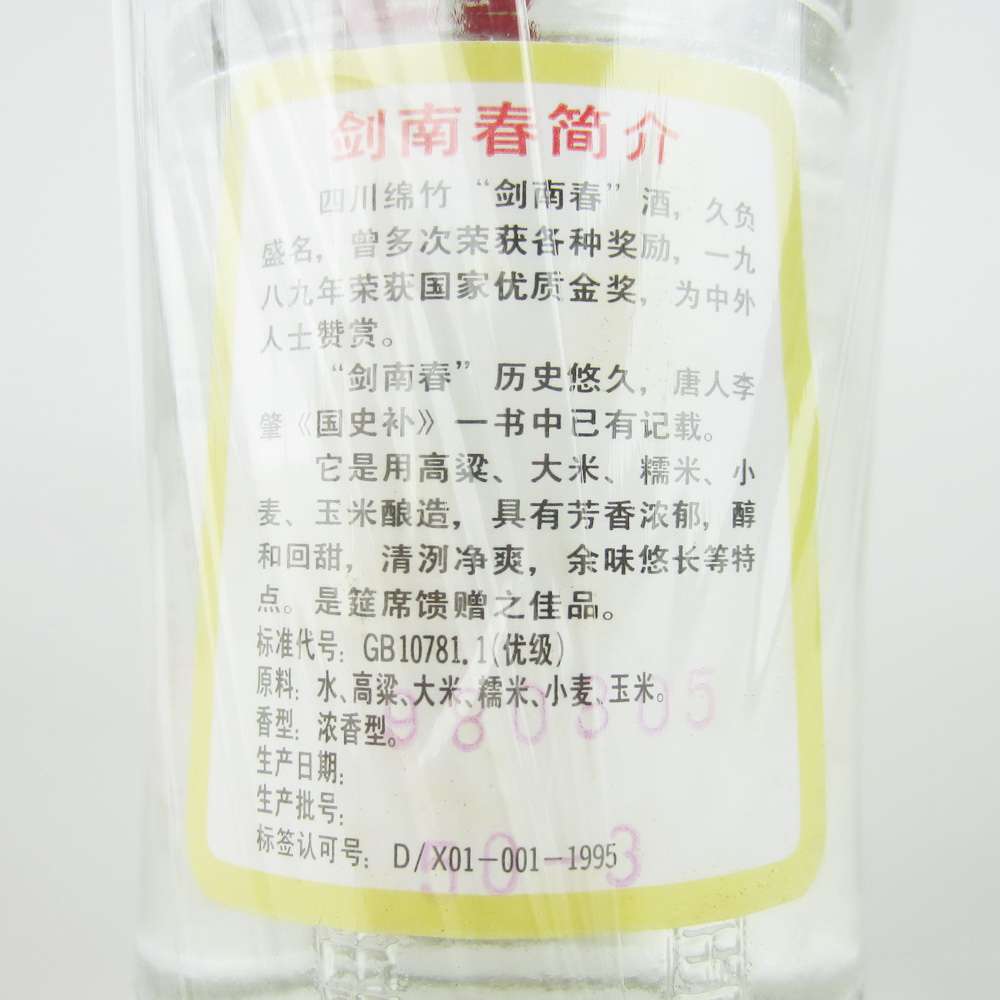 剑南春简介
四川绵竹“剑南春”酒，久负
盛名，曾多次荣获各种奖励，一九
八九年荣获国家优质金奖，为中外
人士赞赏。
“剑南春”历史悠久，唐人李
肇《国史补》一书中已有记载。
它是用高粱、大米、糯米、小
麦、玉米酿造，具有芳香浓郁，醇
和回甜，清洌净爽，余味悠长等特
点。是筵席馈赠之佳品。
标准代号：GB10781.1(优级)
原料：水、高粱、大米、糯米、小麦、玉米。
980305
香型：浓香型。
生产日期：
生产批号：
标签认可号：D/X01-001-1995